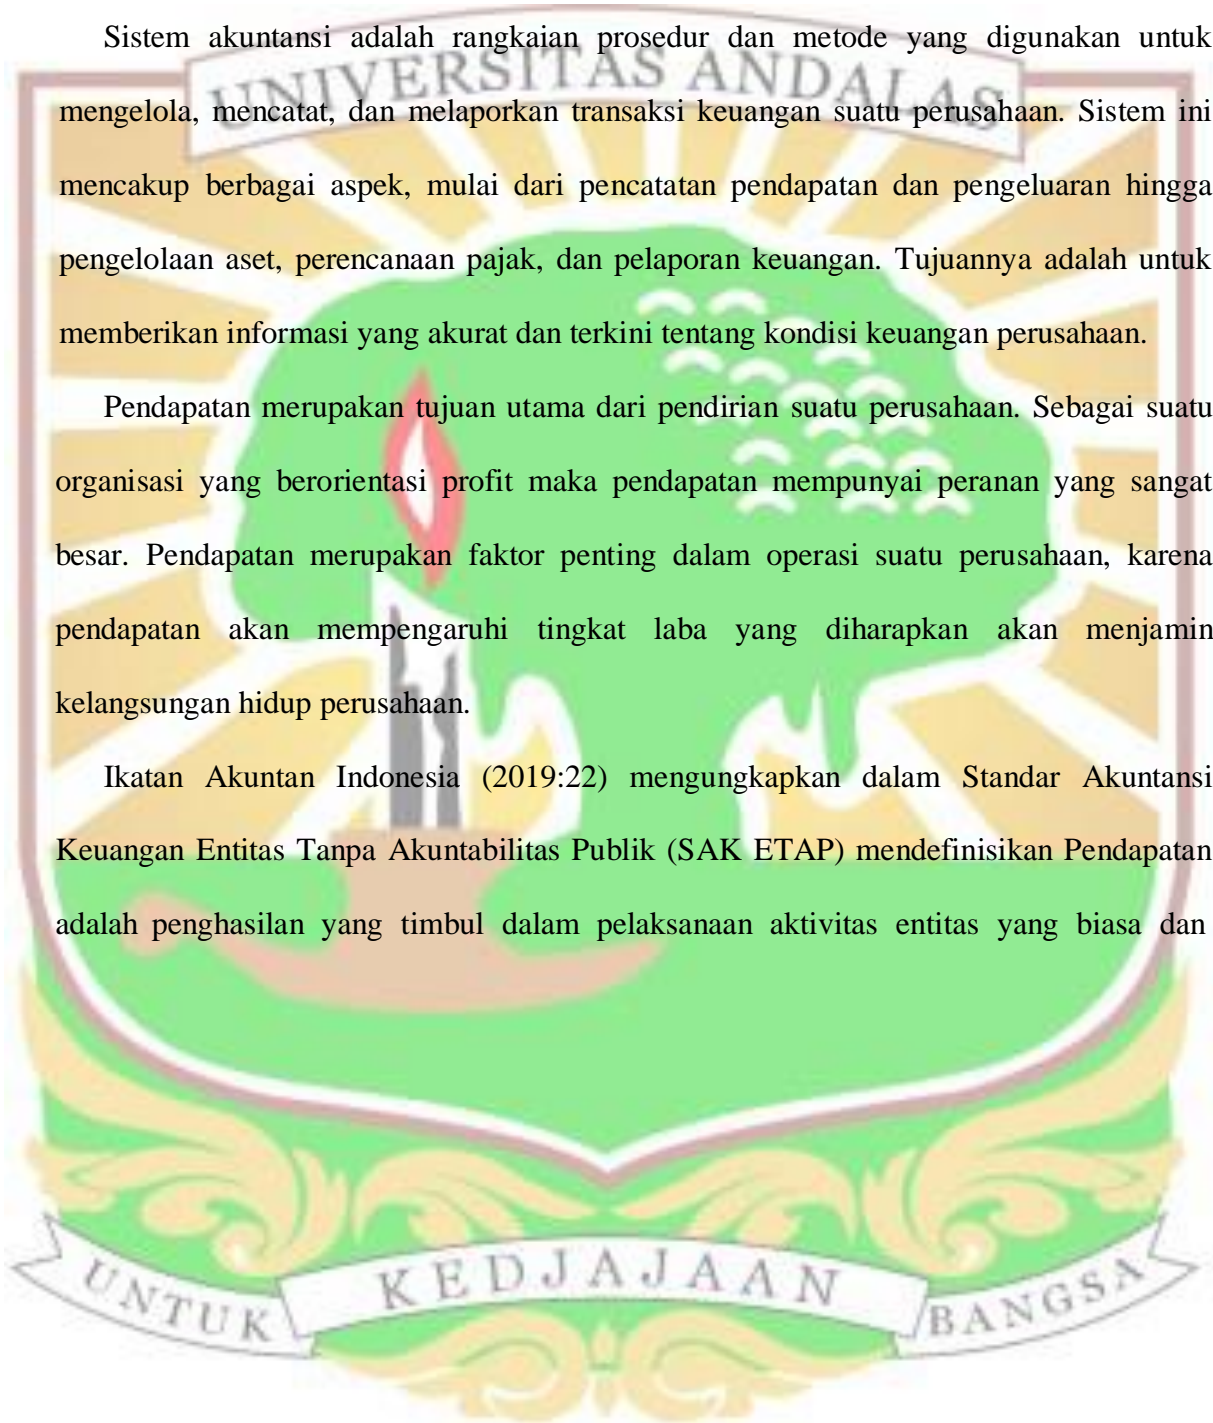 Sistem akuntansi adalah rangkaian prosedur dan metode yang digunakan untuk
UNIVERSITAS ANDALAS
mengelola, mencatat, dan melaporkan transaksi keuangan suatu perusahaan. Sistem ini
mencakup berbagai aspek, mulai dari pencatatan pendapatan dan pengeluaran hingga
pengelolaan aset, perencanaan pajak, dan pelaporan keuangan. Tujuannya adalah untuk
memberikan informasi yang akurat dan terkini tentang kondisi keuangan perusahaan.
Pendapatan merupakan tujuan utama dari pendirian suatu perusahaan. Sebagai suatu
organisasi yang berorientasi profit maka pendapatan mempunyai peranan yang sangat
besar. Pendapatan merupakan faktor penting dalam operasi suatu perusahaan, karena
pendapatan akan mempengaruhi tingkat laba yang diharapkan akan menjamin
kelangsungan hidup perusahaan.
Ikatan Akuntan Indonesia (2019:22) mengungkapkan dalam Standar Akuntansi
Keuangan Entitas Tanpa Akuntabilitas Publik (SAK ETAP) mendefinisikan Pendapatan
adalah penghasilan yang timbul dalam pelaksanaan aktivitas entitas yang biasa dan
UNTUK KEDJAJAAN BANGSA